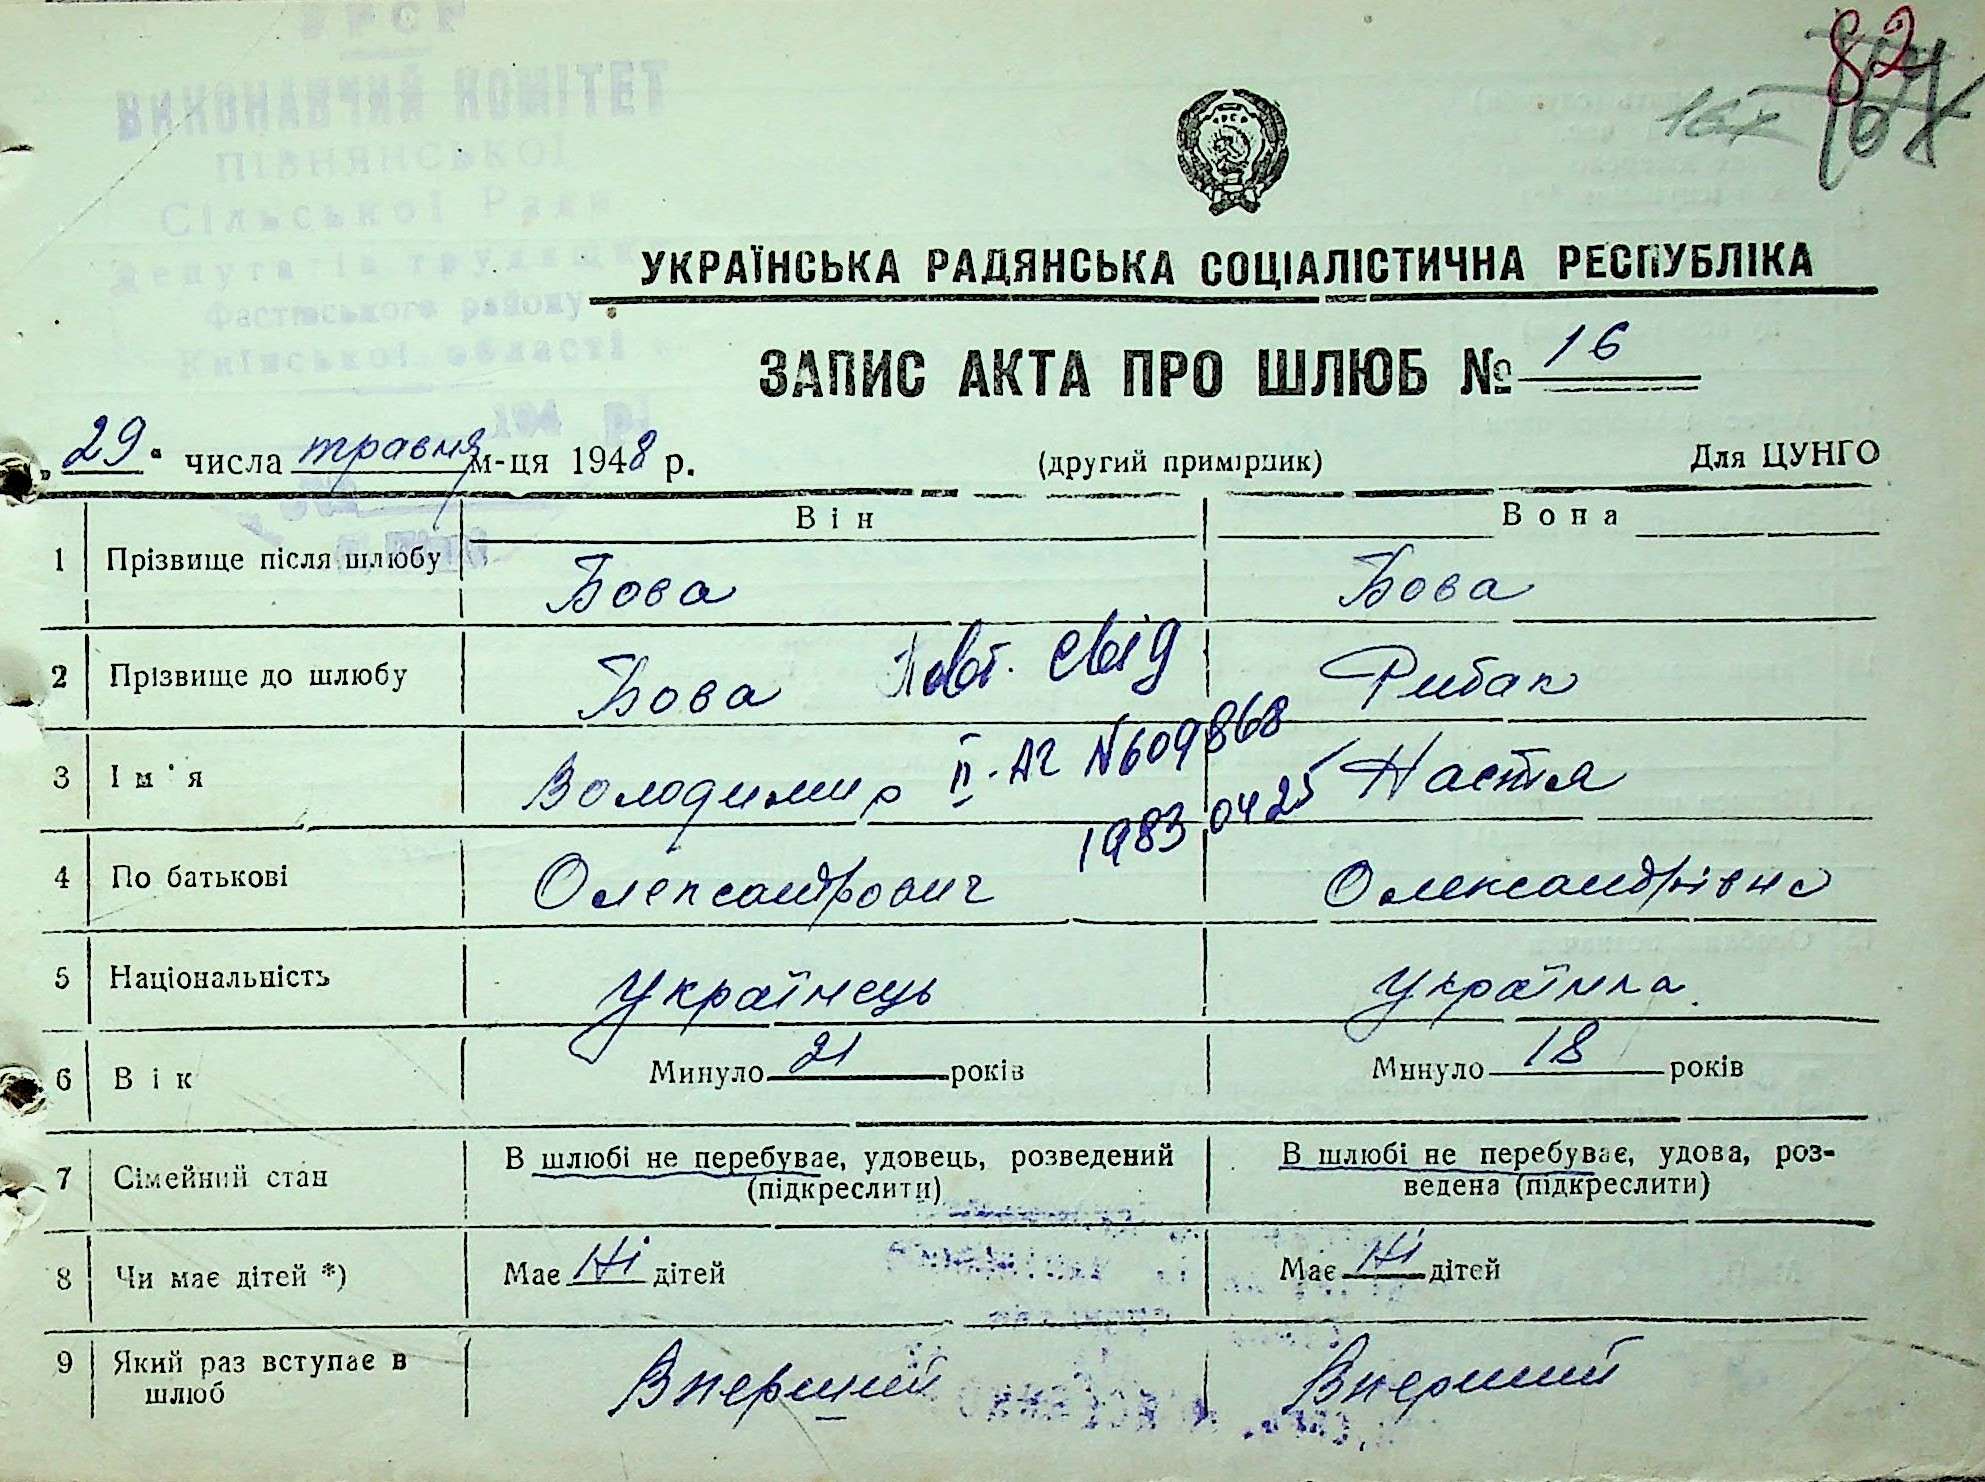 82
УРСР
ВИКОНАВЧИЙ КОМІТЕТ
Сільської Ради
депутатів трудящих
Фастівського району
Київської області
УКРАЇНСЬКА РАДЯНСЬКА СОЦІАЛІСТИЧНА РЕСПУБЛІКА
ЗАПИС АКТА ПРО ШЛЮБ № 16
„29“ числа травня м-ця 1948 р. (другий примірник) Для ЦУНГО
Він Вона
1 Прізвище після шлюбу Бова Бова
2 Прізвище до шлюбу Бова Повт. свід Рибак
3 Ім'я Володимир ІІ-АГ N609868 Настя
1983 04 25
4 По батькові Олександрович Олександрівна
5 Національність Українець Українка
6 Вік Минуло 21 років Минуло 18 років
7 Сімейний стан В шлюбі не перебуває, удовець, розведений (підкреслити) В шлюбі не перебуває, удова, роз-
ведена (підкреслити)
8 Чи має дітей *) Має Ні дітей Має Ні дітей
9 Який раз вступає в
шлюб Вперший Вперший